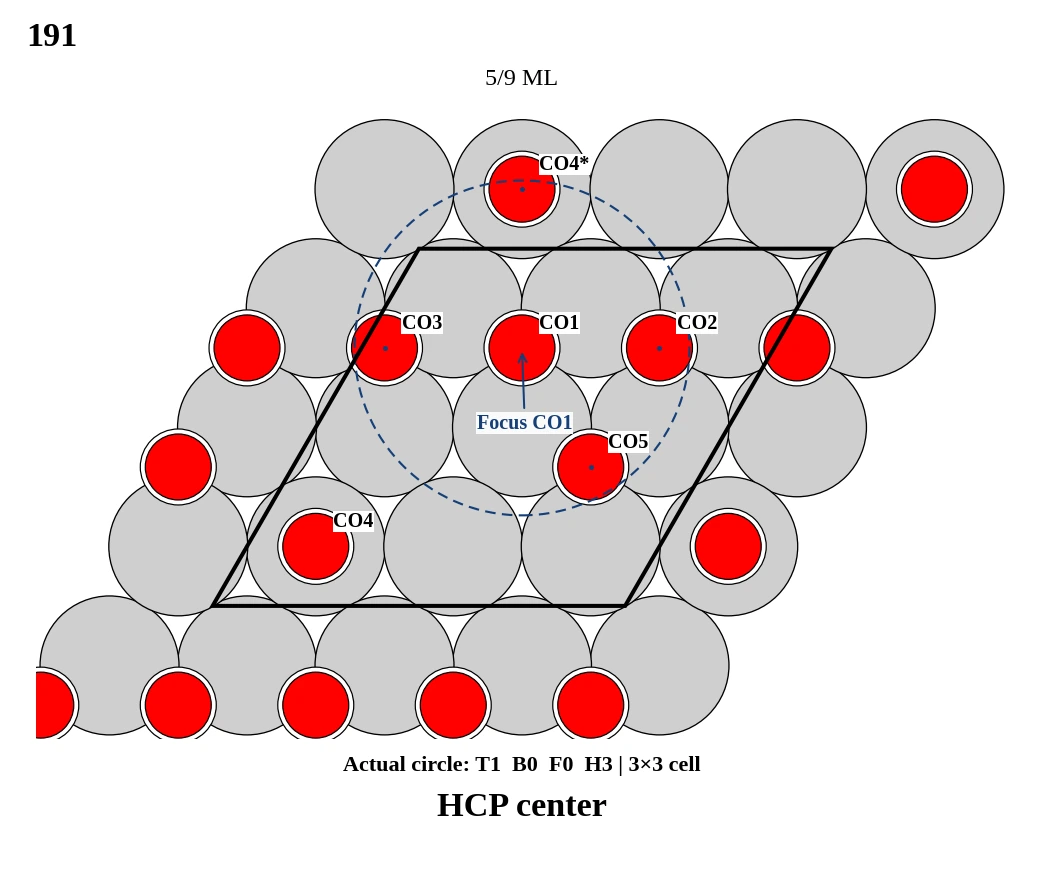 191
5/9 ML
CO4*
CO3
CO1
CO2
Focus CO1
CO5
CO4
Actual circle: T1 B0 F0 H3 | 3×3 cell
HCP center